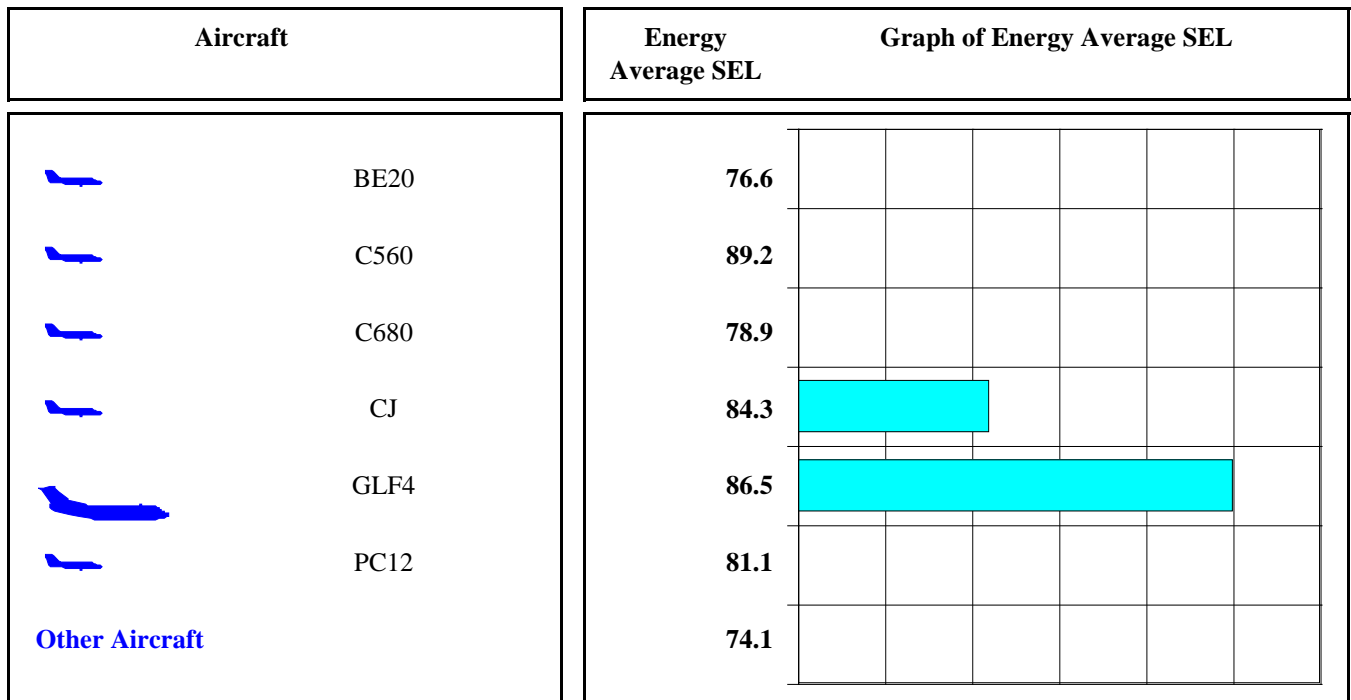 Aircraft
Energy
Average SEL
Graph of Energy Average SEL
BE20 76.6
C560 89.2
C680 78.9
CJ 84.3
GLF4 86.5
PC12 81.1
Other Aircraft 74.1